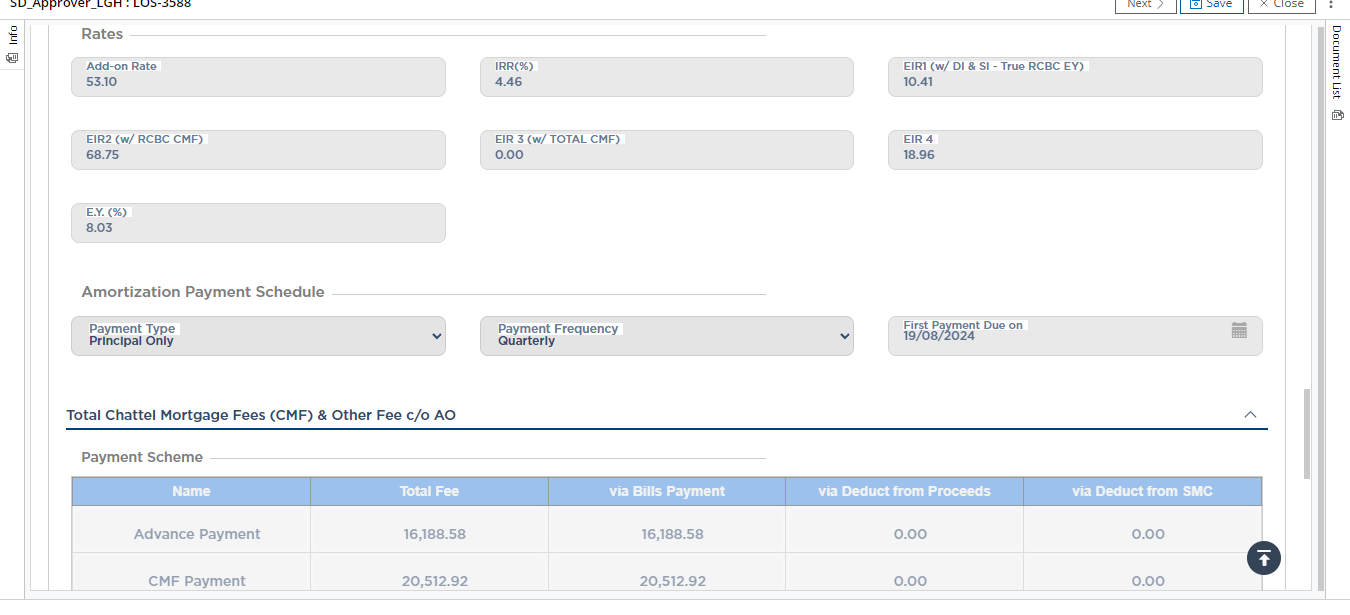 SD_Approver_LGH : LOS-3588
Next
Save
Close
Info
Document List
Rates
Add-on Rate
53.10
IRR(%)
4.46
EIR1 (w/ DI & SI - True RCBC EY)
10.41
EIR2 (w/ RCBC CMF)
68.75
EIR 3 (w/ TOTAL CMF)
0.00
EIR 4
18.96
E.Y. (%)
8.03
Amortization Payment Schedule
Payment Type
Principal Only
Payment Frequency
Quarterly
First Payment Due on
19/08/2024
Total Chattel Mortgage Fees (CMF) & Other Fee c/o AO
Payment Scheme
Name Total Fee via Bills Payment via Deduct from Proceeds via Deduct from SMC
Advance Payment 16,188.58 16,188.58 0.00 0.00
CMF Payment 20,512.92 20,512.92 0.00 0.00